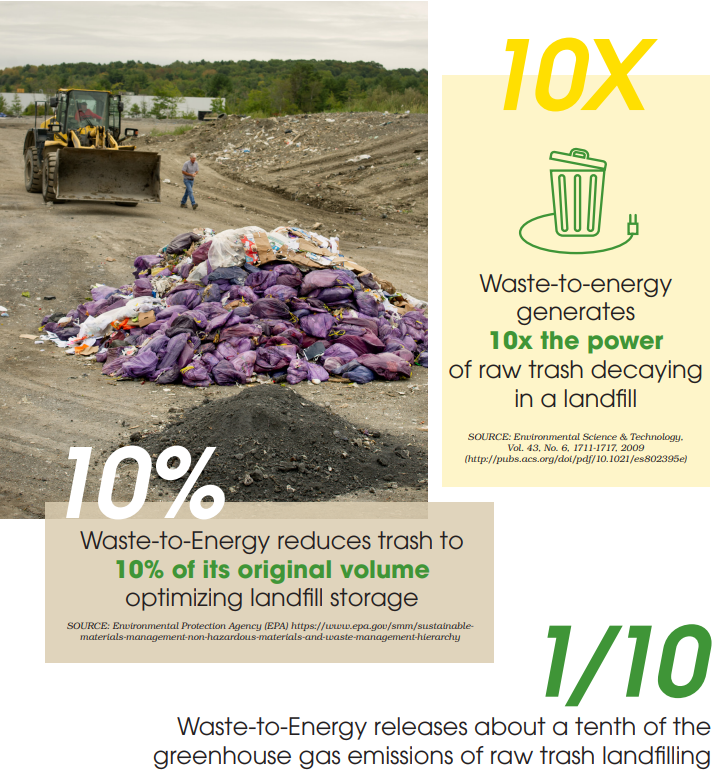 10X
Waste-to-energy
generates
10x the power
of raw trash decaying
in a landfill
SOURCE: Environmental Science & Technology,
Vol. 43, No. 6, 1711-1717, 2009
(http://pubs.acs.org/doi/pdf/10.1021/es802395e)
10%
Waste-to-Energy reduces trash to
10% of its original volume
optimizing landfill storage
SOURCE: Environmental Protection Agency (EPA) https://www.epa.gov/smm/sustainable-
materials-management-non-hazardous-materials-and-waste-management-hierarchy
1/10
Waste-to-Energy releases about a tenth of the
greenhouse gas emissions of raw trash landfilling